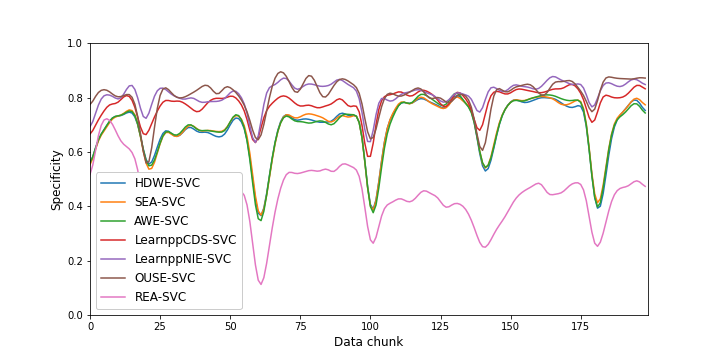 1.0
0.8
0.6
0.4
0.2
0.0
Specificity
HDWE-SVC
SEA-SVC
AWE-SVC
LearnppCDS-SVC
LearnppNIE-SVC
OUSE-SVC
REA-SVC
0 25 50 75 100 125 150 175
Data chunk